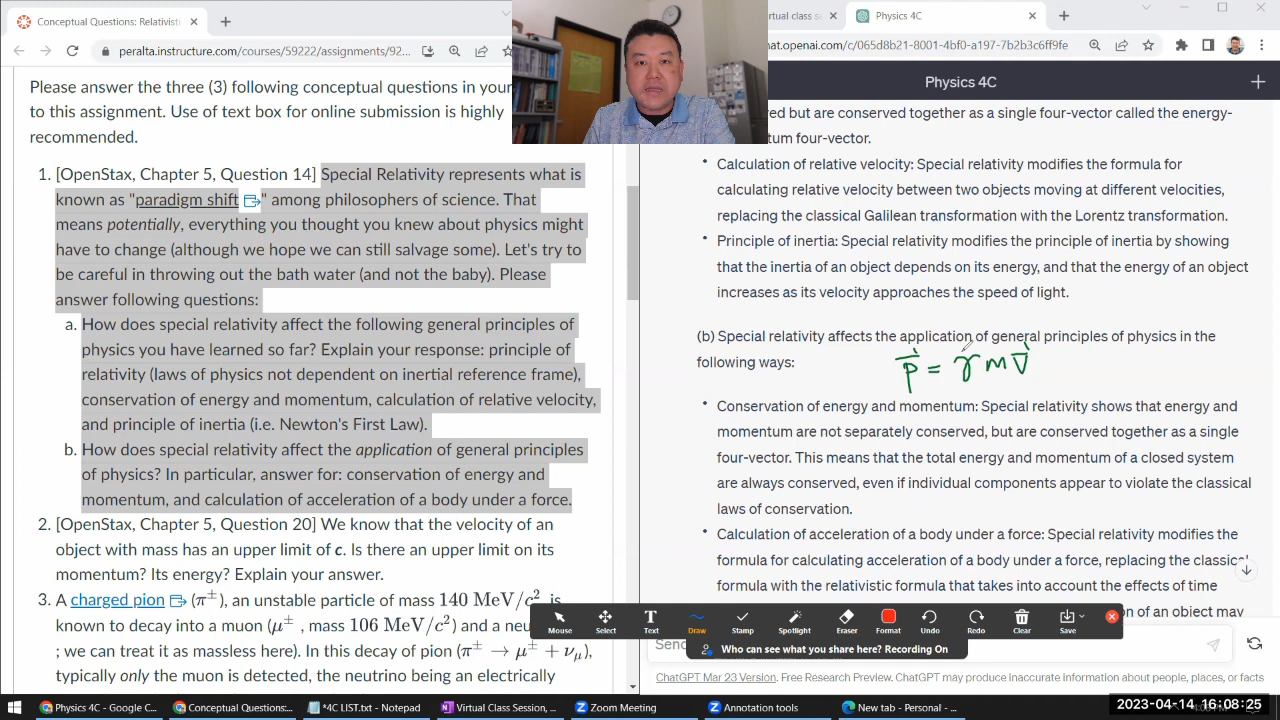 Conceptual Questions: Relativist
peralta.instructure.com/courses/59222/assignments/92...
irtual class s
Physics 4C
hat.openai.com/c/065d8b21-8001-4bf0-a197-7b2b3c6ff9fe
Please answer the three (3) following conceptual questions in your
to this assignment. Use of text box for online submission is highly
recommended.
1. [OpenStax, Chapter 5, Question 14] Special Relativity represents what is
known as "paradigm shift" among philosophers of science. That
means potentially, everything you thought you knew about physics might
have to change (although we hope we can still salvage some). Let's try to
be careful in throwing out the bath water (and not the baby). Please
answer following questions:
a. How does special relativity affect the following general principles of
physics you have learned so far? Explain your response: principle of
relativity (laws of physics independent on inertial reference frame),
conservation of energy and momentum, calculation of relative velocity,
and principle of inertia (i.e. Newton's First Law).
b. How does special relativity affect the application of general principles
of physics? In particular, answer for: conservation of energy and
momentum, and calculation of acceleration of a body under a force.
2. [OpenStax, Chapter 5, Question 20] We know that the velocity of an
object with mass has an upper limit of c. Is there an upper limit on its
momentum? Its energy? Explain your answer.
3. A charged pion (π±), an unstable particle of mass 140 MeV/c² is
known to decay into a muon (μ±, mass 106 MeV/c²) and a neu
; we can treat it as massless here). In this decay of pion (π± → μ± + νμ),
typically only the muon is detected, the neutrino being an electrically
Physics 4C
ved but are conserved together as a single four-vector called the energy-
ntum four-vector.
• Calculation of relative velocity: Special relativity modifies the formula for
calculating relative velocity between two objects moving at different velocities,
replacing the classical Galilean transformation with the Lorentz transformation.
• Principle of inertia: Special relativity modifies the principle of inertia by showing
that the inertia of an object depends on its energy, and that the energy of an object
increases as its velocity approaches the speed of light.
(b) Special relativity affects the application of general principles of physics in the
following ways:
p⃗ = γ m v⃗
• Conservation of energy and momentum: Special relativity shows that energy and
momentum are not separately conserved, but are conserved together as a single
four-vector. This means that the total energy and momentum of a closed system
are always conserved, even if individual components appear to violate the classical
laws of conservation.
• Calculation of acceleration of a body under a force: Special relativity modifies the
formula for calculating acceleration of a body under a force, replacing the classical
formula with the relativistic formula that takes into account the effects of time
on of an object may
Send
Mouse Select Text Draw Stamp Spotlight Eraser Format Undo Redo Clear Save
Who can see what you share here? Recording On
ChatGPT Mar 23 Version. Free Research Preview. ChatGPT may produce inaccurate information about people, places, or facts
Physics 4C - Google C...
Conceptual Questions...
*4C LIST.txt - Notepad
Virtual Class Session, ...
Zoom Meeting
Annotation tools
New tab - Personal - ...
2023-04-14 16:08:25